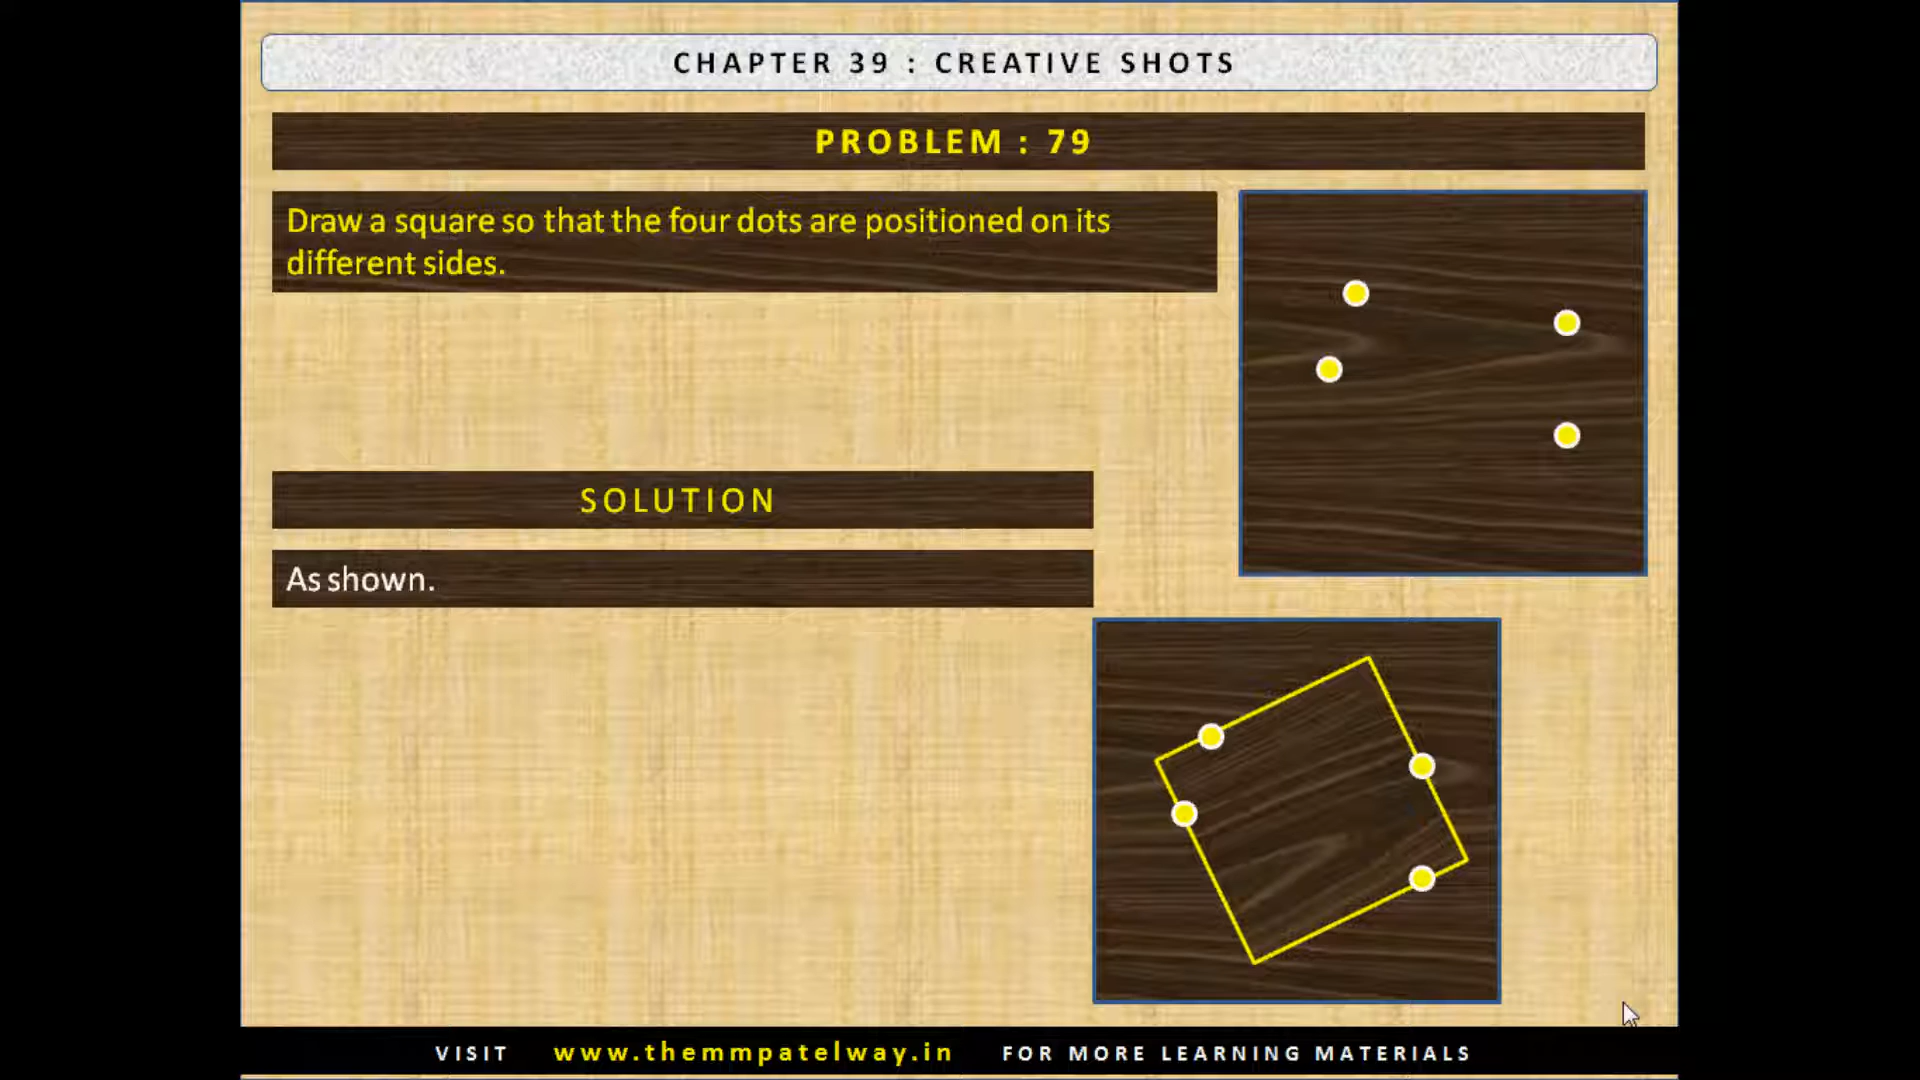 CHAPTER 39 : CREATIVE SHOTS
PROBLEM : 79
Draw a square so that the four dots are positioned on its
different sides.
SOLUTION
As shown.
VISIT www.themmpatelway.in FOR MORE LEARNING MATERIALS